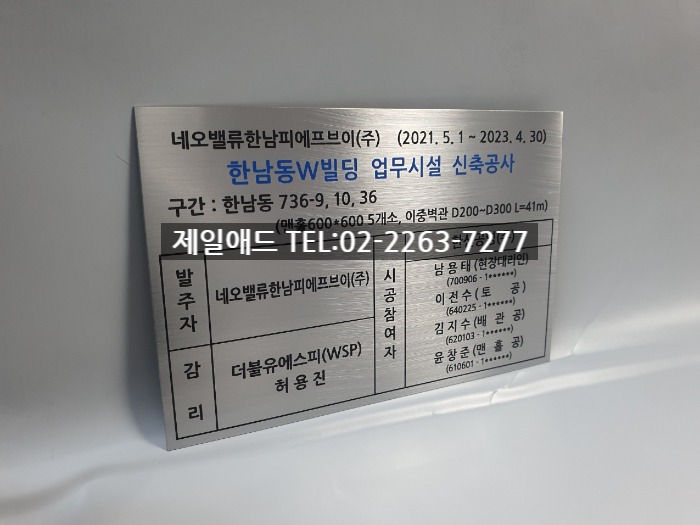 네오밸류한남피에프브이(주) (2021. 5. 1 ~ 2023. 4. 30)
한남동W빌딩 업무시설 신축공사
구간 : 한남동 736-9, 10, 36
(맨홀600*600 5개소, 이중벽관 D200~D300 L=41m)
제일애드 TEL:02-2263-7277
발주자
네오밸류한남피에프브이(주)
시공참여자
남용태 (현장대리인)
(700906 - 1******)
이전수 (토 공)
(640225 - 1******)
김지수 (배 관 공)
(620103 - 1******)
윤창준 (맨 홀 공)
(610601 - 1******)
감리
더블유에스피(WSP)
허용진